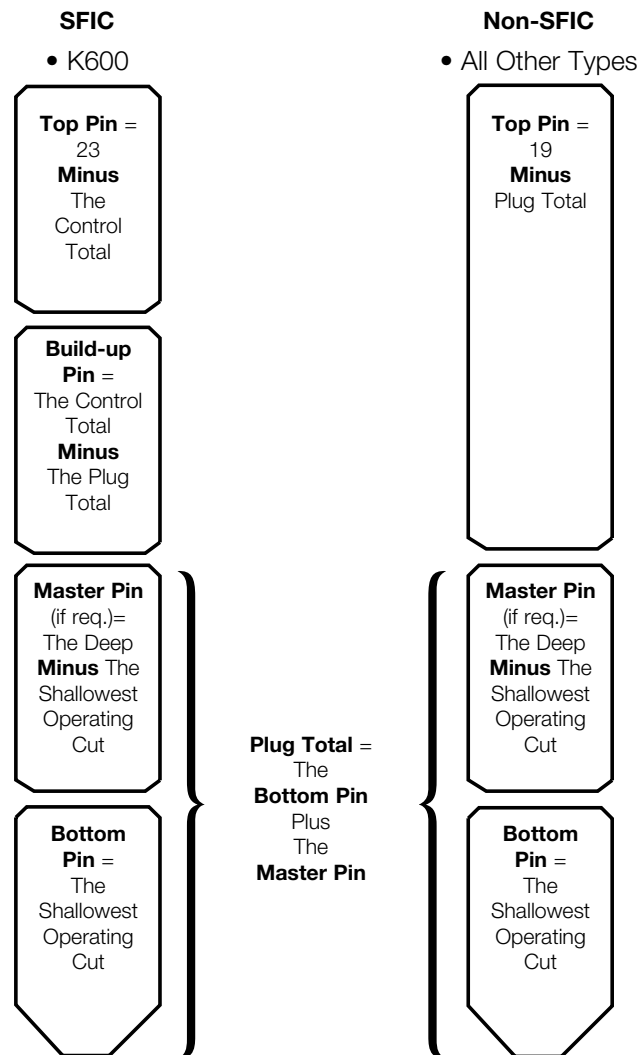 SFIC
• K600
Top Pin =
23
Minus
The
Control
Total
Build-up
Pin =
The Control
Total
Minus
The Plug
Total
Master Pin
(if req.)=
The Deep
Minus The
Shallowest
Operating
Cut
Bottom
Pin =
The
Shallowest
Operating
Cut
Plug Total =
The
Bottom Pin
Plus
The
Master Pin
Non-SFIC
• All Other Types
Top Pin =
19
Minus
Plug Total
Master Pin
(if req.)=
The Deep
Minus The
Shallowest
Operating
Cut
Bottom
Pin =
The
Shallowest
Operating
Cut